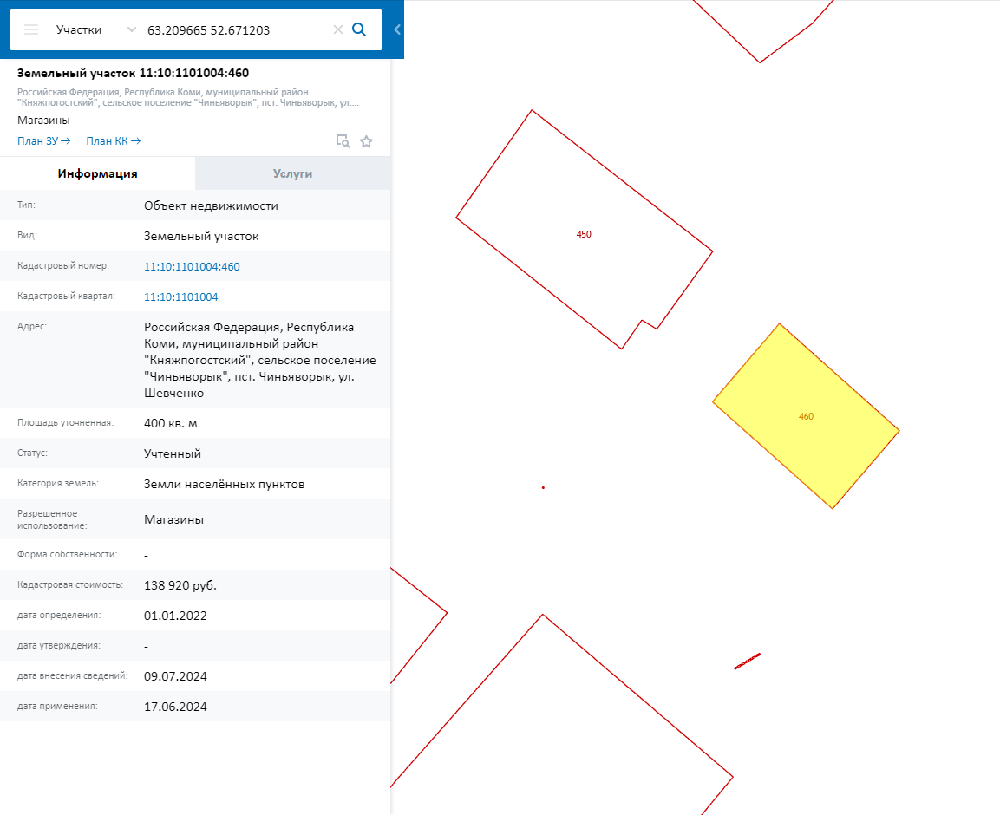 Участки
63.209665 52.671203
Земельный участок 11:10:1101004:460
Российская Федерация, Республика Коми, муниципальный район
"Княжпогостский", сельское поселение "Чиньяворык", пст. Чиньяворык, ул....
Магазины
План ЗУ → План КК →
Информация
Услуги
Тип: Объект недвижимости
Вид: Земельный участок
Кадастровый номер: 11:10:1101004:460
Кадастровый квартал: 11:10:1101004
Адрес: Российская Федерация, Республика
Коми, муниципальный район
"Княжпогостский", сельское поселение
"Чиньяворык", пст. Чиньяворык, ул.
Шевченко
Площадь уточненная: 400 кв. м
Статус: Учтенный
Категория земель: Земли населённых пунктов
Разрешенное
использование: Магазины
Форма собственности: -
Кадастровая стоимость: 138 920 руб.
дата определения: 01.01.2022
дата утверждения: -
дата внесения сведений: 09.07.2024
дата применения: 17.06.2024
450
460